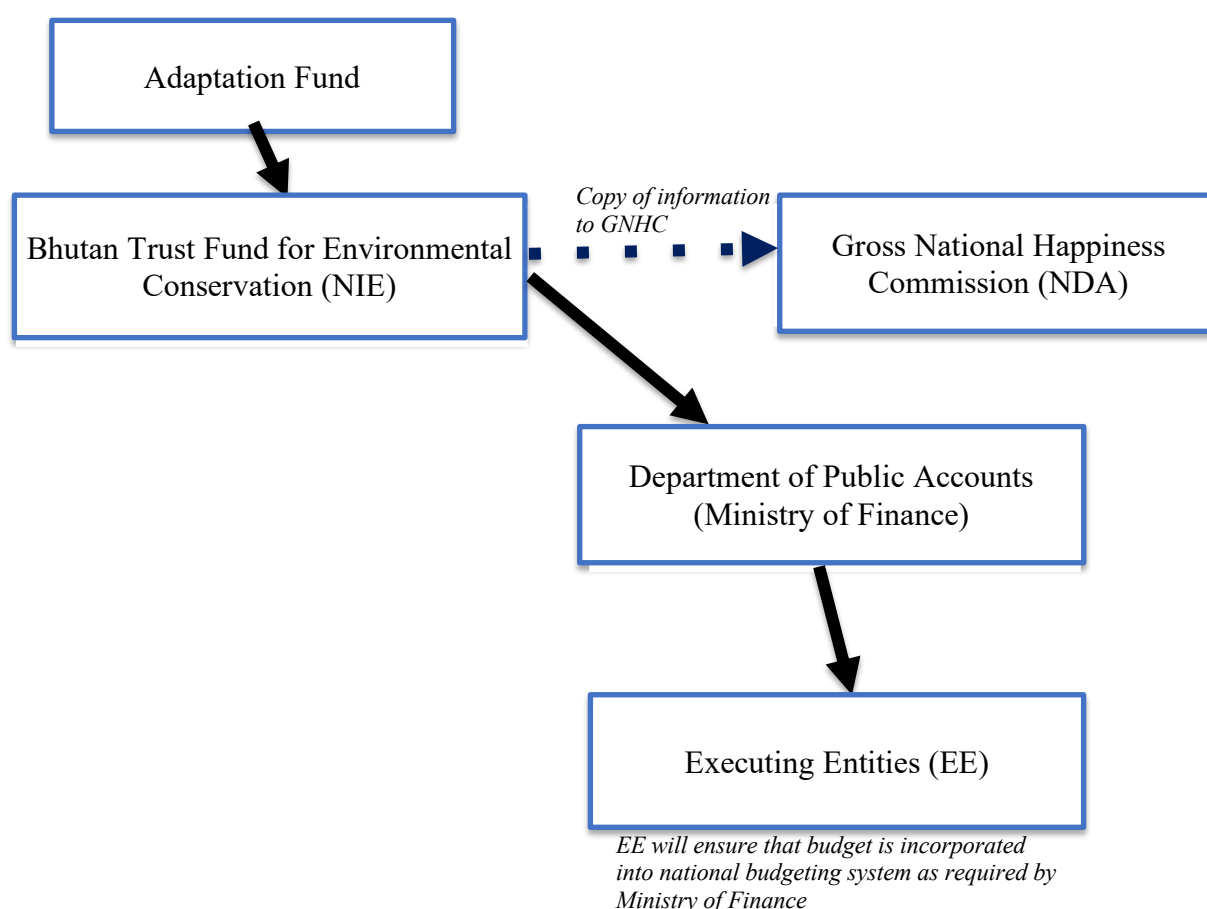 Adaptation Fund
Copy of information
to GNHC
Bhutan Trust Fund for Environmental
Conservation (NIE)
Gross National Happiness
Commission (NDA)
Department of Public Accounts
(Ministry of Finance)
Executing Entities (EE)
EE will ensure that budget is incorporated
into national budgeting system as required by
Ministry of Finance